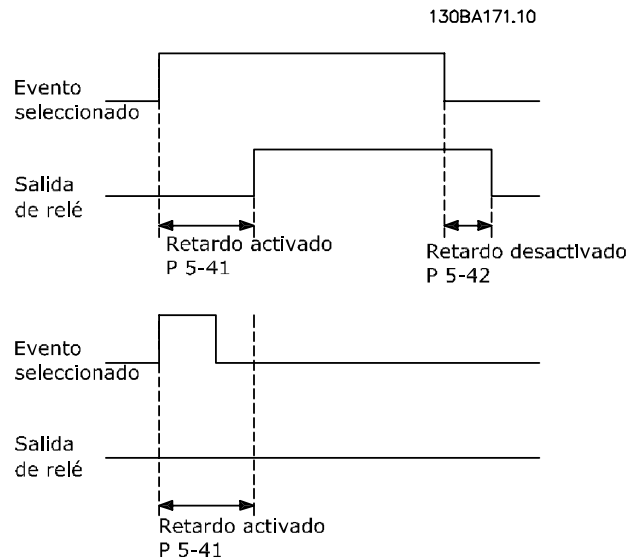 130BA171.10
Evento
seleccionado
Salida
de relé
Retardo activado
P 5-41
Retardo desactivado
P 5-42
Evento
seleccionado
Salida
de relé
Retardo activado
P 5-41